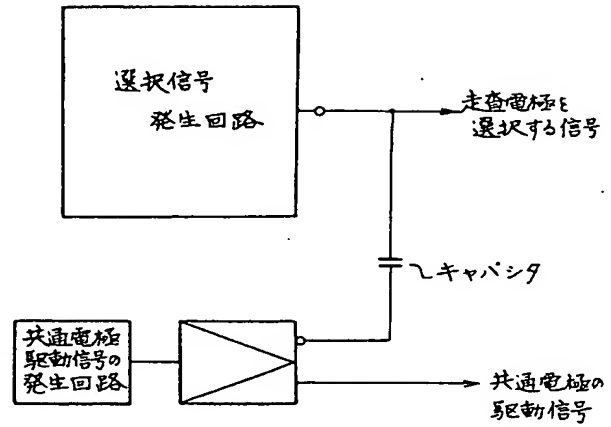 選択信号
発生回路
走査電極を
選択する信号
キャパシタ
共通電極
駆動信号の
発生回路
共通電極の
駆動信号